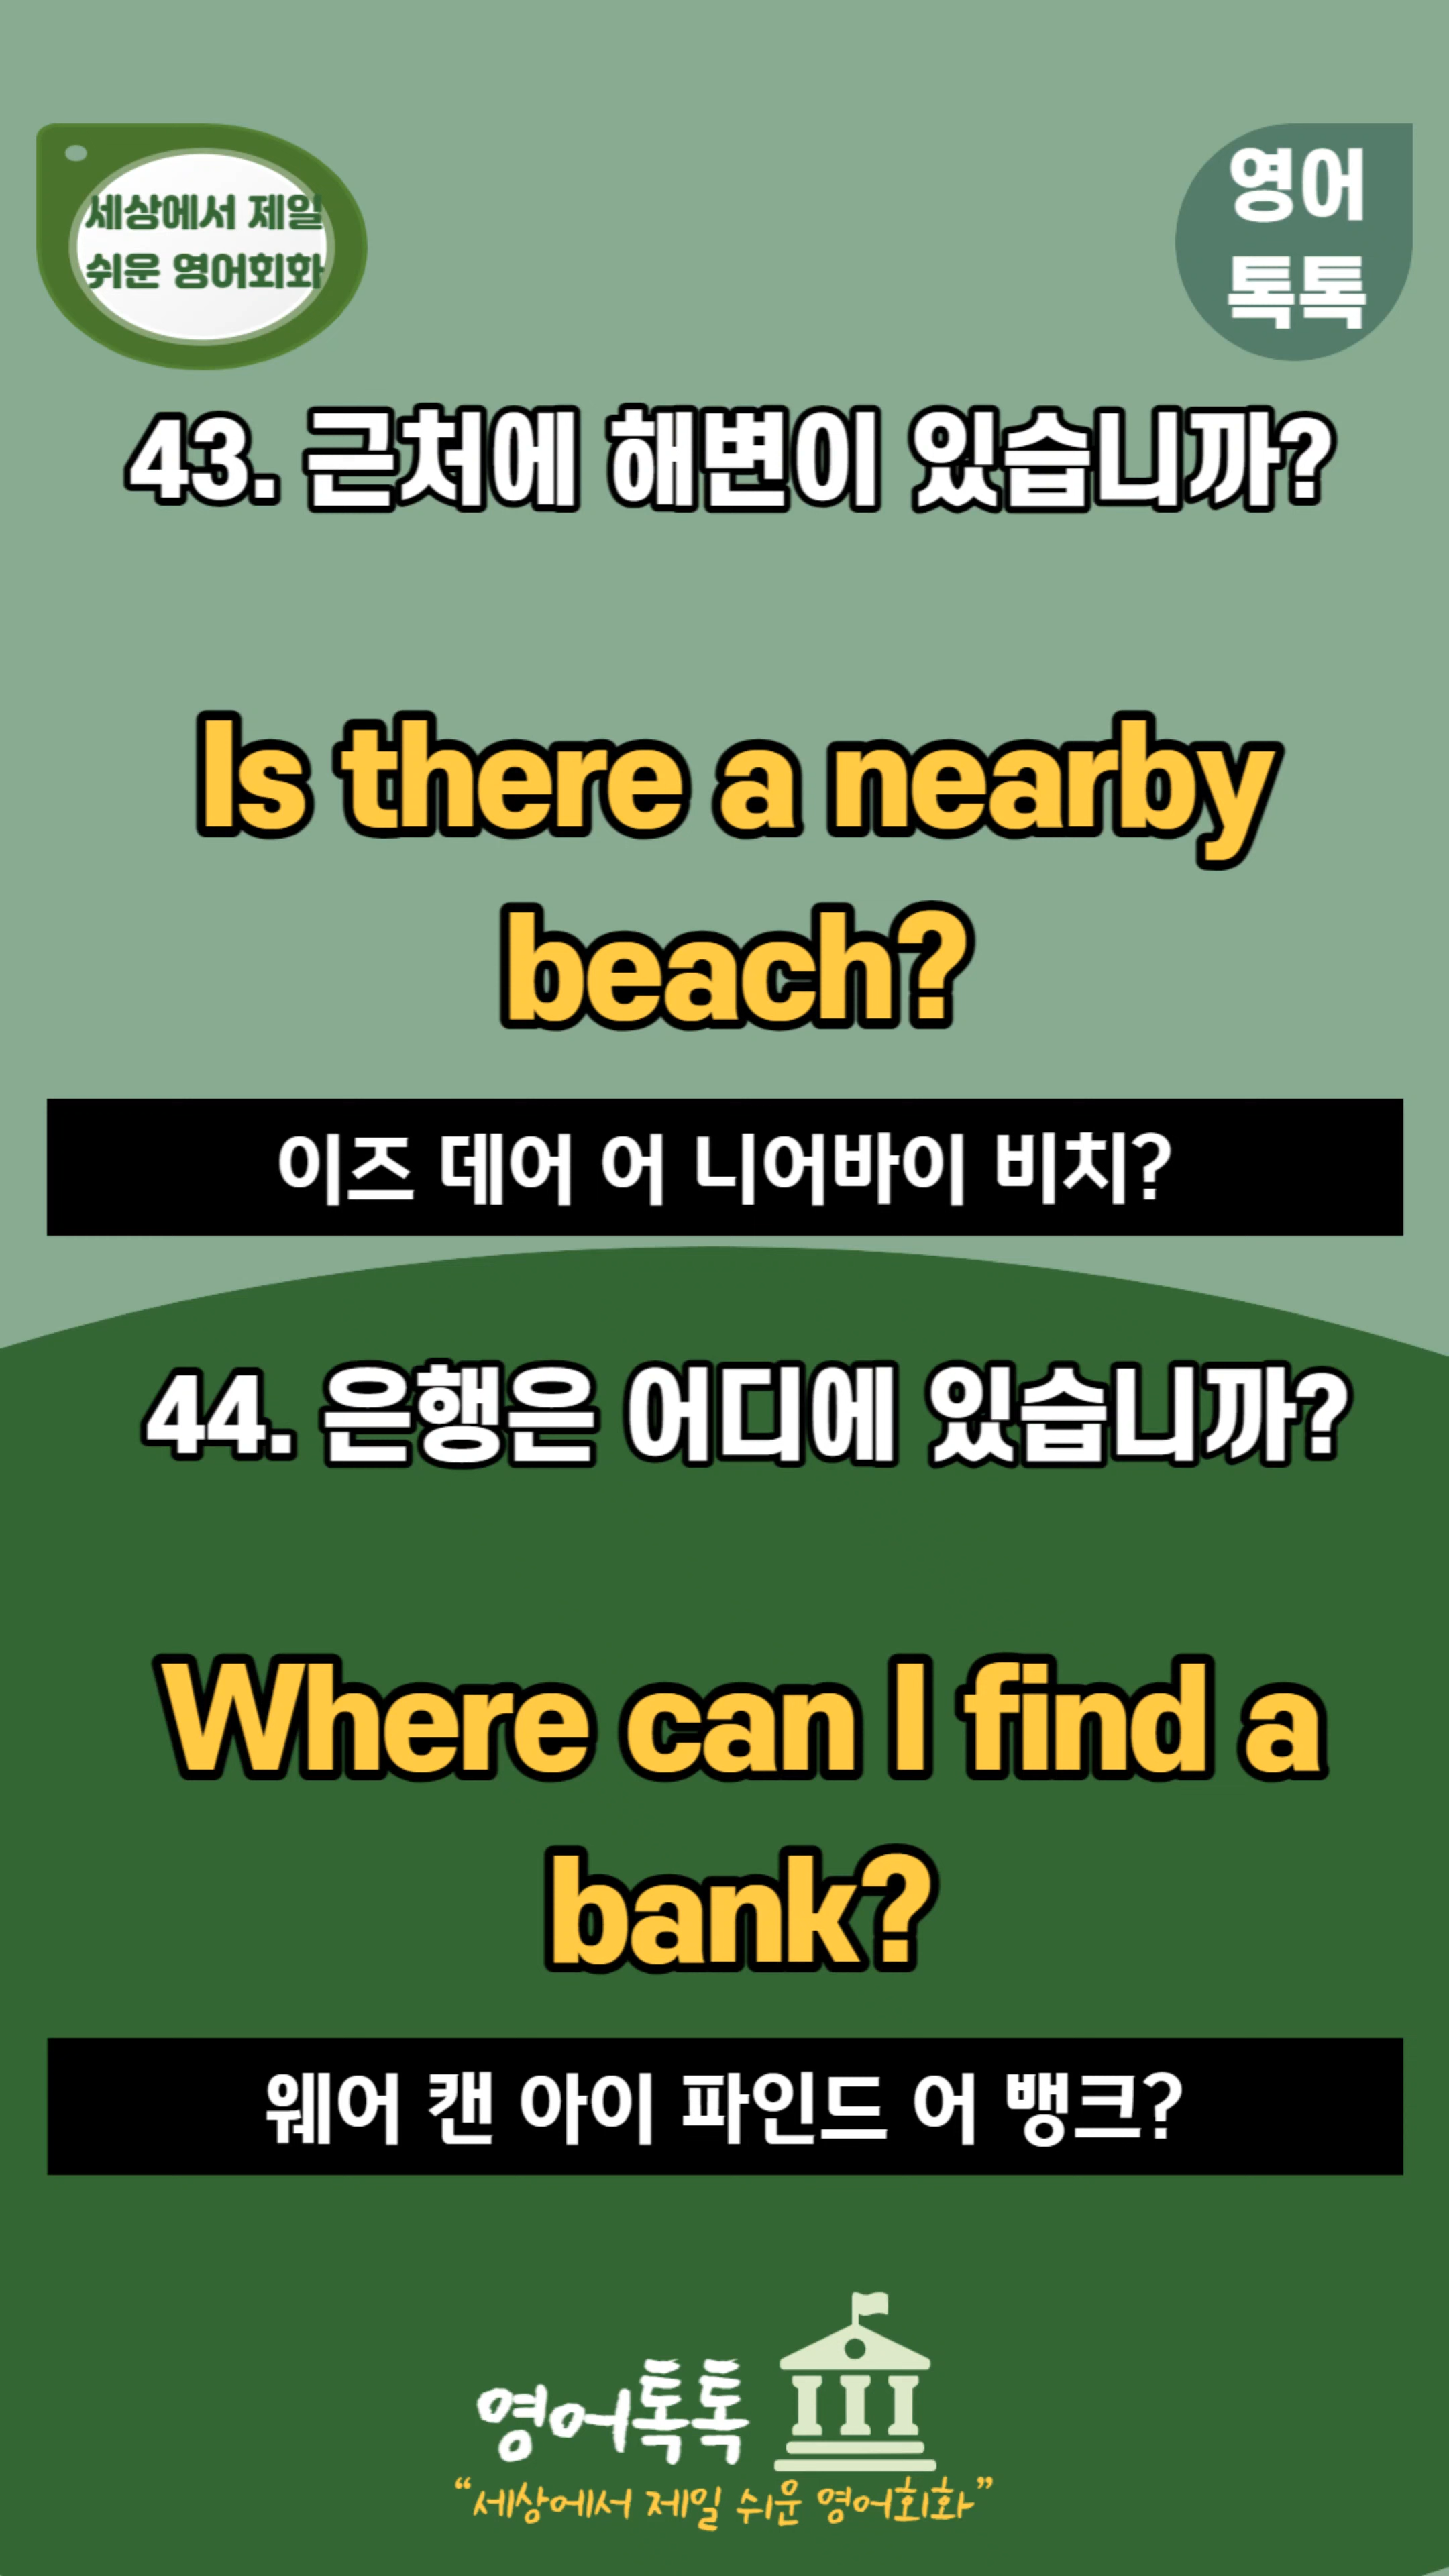 세상에서 제일
쉬운 영어회화
영어
톡톡
43. 근처에 해변이 있습니까?
Is there a nearby
beach?
이즈 데어 어 니어바이 비치?
44. 은행은 어디에 있습니까?
Where can I find a
bank?
웨어 캔 아이 파인드 어 뱅크?
영어톡톡
“세상에서 제일 쉬운 영어회화”